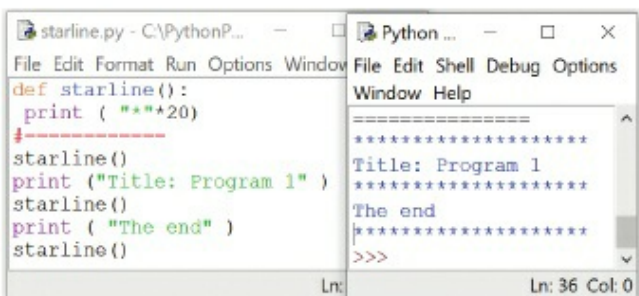 starline.py - C:\PythonP...
File Edit Format Run Options Window
def starline():
 print ( "*"*20)
#------------
starline()
print ("Title: Program 1" )
starline()
print ( "The end" )
starline()
Ln:
Python ...
File Edit Shell Debug Options
Window Help
===============
********************
Title: Program 1
********************
The end
********************
>>>
Ln: 36 Col: 0